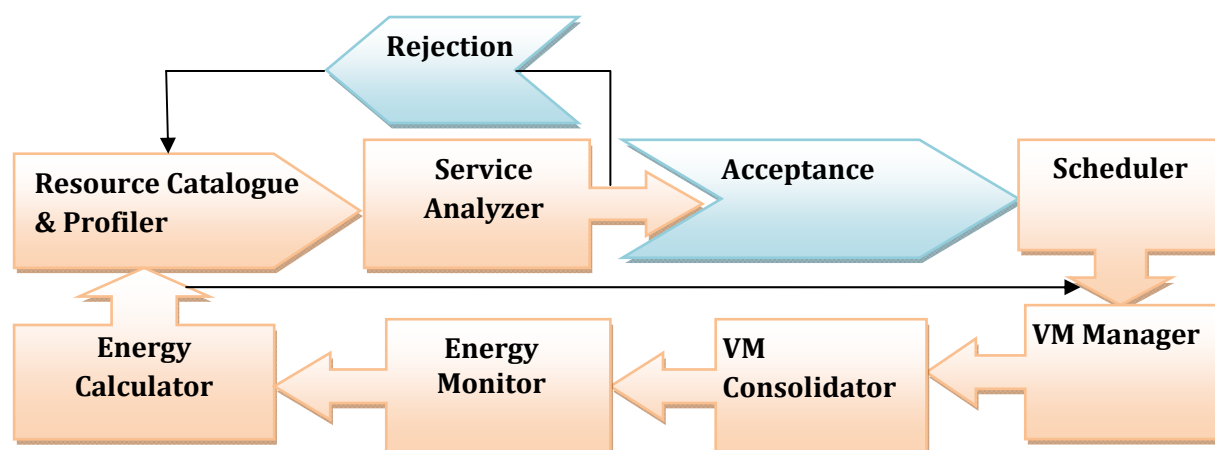 Rejection
Resource Catalogue
& Profiler
Service
Analyzer
Acceptance
Scheduler
Energy
Calculator
Energy
Monitor
VM
Consolidator
VM Manager